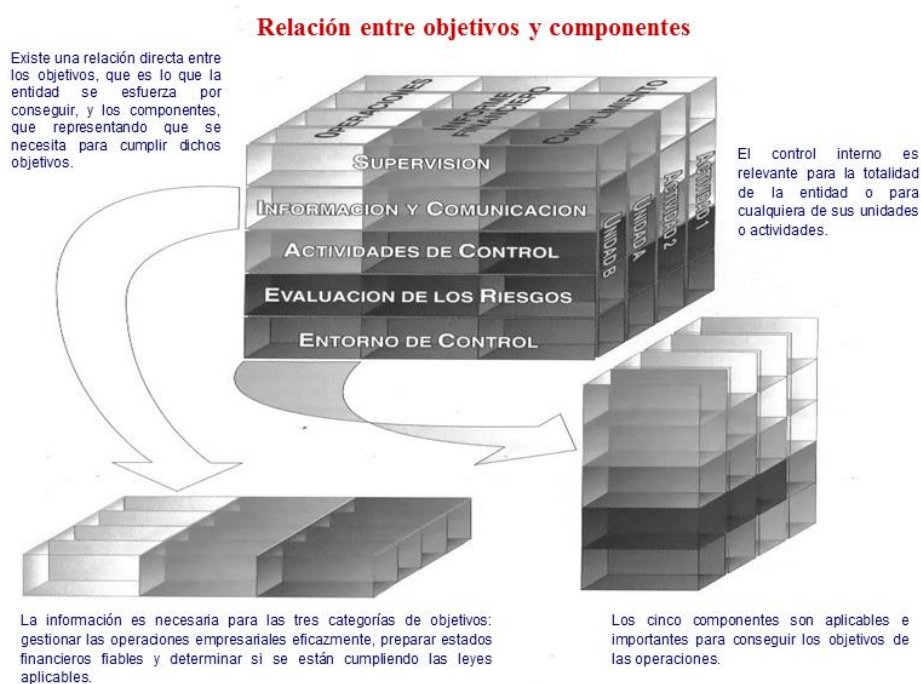 Relación entre objetivos y componentes
Existe una relación directa entre
los objetivos, que es lo que la
entidad se esfuerza por
conseguir, y los componentes,
que representando que se
necesita para cumplir dichos
objetivos.
OPERACIONES
INFORME
FINANCIERO
CUMPLIMIENTO
SUPERVISION
INFORMACION Y COMUNICACION
ACTIVIDADES DE CONTROL
EVALUACION DE LOS RIESGOS
ENTORNO DE CONTROL
UNIDAD B
UNIDAD A
ACTIVIDAD 2
ACTIVIDAD 1
El control interno es
relevante para la totalidad
de la entidad o para
cualquiera de sus unidades
o actividades.
La información es necesaria para las tres categorías de objetivos:
gestionar las operaciones empresariales eficazmente, preparar estados
financieros fiables y determinar si se están cumpliendo las leyes
aplicables.
Los cinco componentes son aplicables e
importantes para conseguir los objetivos de
las operaciones.